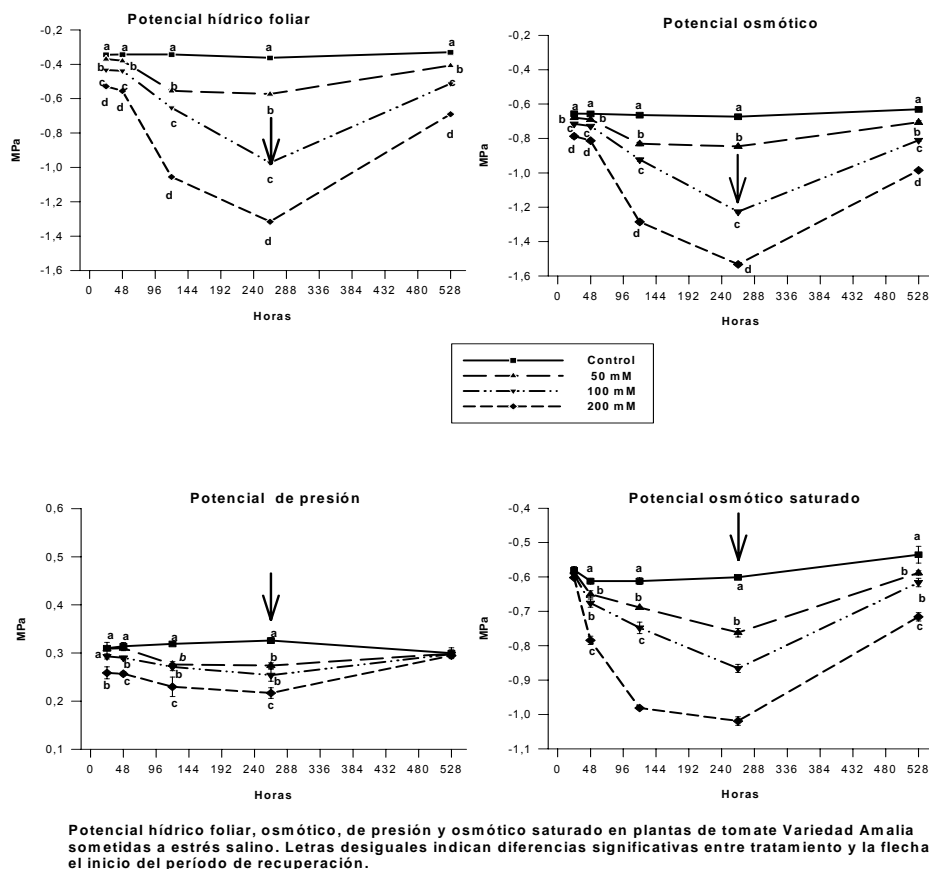 Potencial hídrico foliar
-0,2
-0,4
-0,6
-0,8
-1,0
-1,2
-1,4
-1,6
MPa
a a a a a
b b b b b
c c c c c
d d d d d
0 48 96 144 192 240 288 336 384 432 480 528
Horas
Potencial osmótico
-0,2
-0,4
-0,6
-0,8
-1,0
-1,2
-1,4
-1,6
MPa
a a a a a
b b b b b
c c c c c
d d d d d
0 48 96 144 192 240 288 336 384 432 480 528
Horas
Control
50 mM
100 mM
200 mM
Potencial de presión
0,6
0,5
0,4
0,3
0,2
0,1
MPa
a a a a
a b b b
b b
b c c c
0 48 96 144 192 240 288 336 384 432 480 528
Horas
Potencial osmótico saturado
-0,4
-0,5
-0,6
-0,7
-0,8
-0,9
-1,0
-1,1
MPa
a a a a
b b b b
b c b
c c
0 48 96 144 192 240 288 336 384 432 480 528
Horas
Potencial hídrico foliar, osmótico, de presión y osmótico saturado en plantas de tomate Variedad Amalia
sometidas a estrés salino. Letras desiguales indican diferencias significativas entre tratamiento y la flecha
el inicio del período de recuperación.